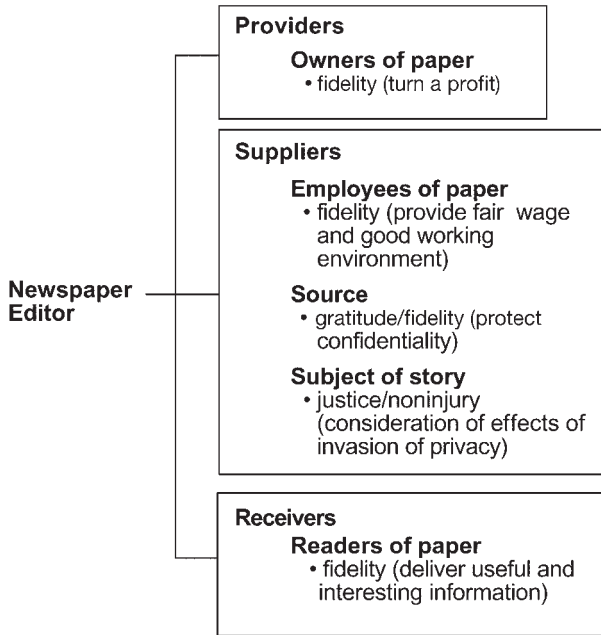 Providers
Owners of paper
• fidelity (turn a profit)
Suppliers
Employees of paper
• fidelity (provide fair wage
and good working
environment)
Newspaper
Editor
Source
• gratitude/fidelity (protect
confidentiality)
Subject of story
• justice/noninjury
(consideration of effects of
invasion of privacy)
Receivers
Readers of paper
• fidelity (deliver useful and
interesting information)